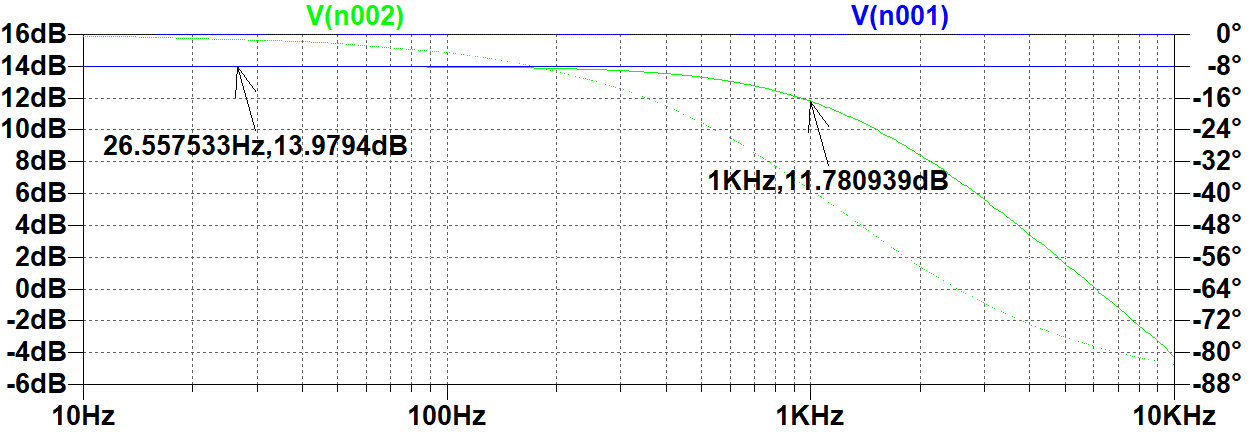 V(n002) V(n001)
16dB 0°
14dB -8°
12dB -16°
10dB -24°
26.557533Hz,13.9794dB
8dB -32°
1KHz,11.780939dB
6dB -40°
4dB -48°
2dB -56°
0dB -64°
-2dB -72°
-4dB -80°
-6dB -88°
10Hz 100Hz 1KHz 10KHz